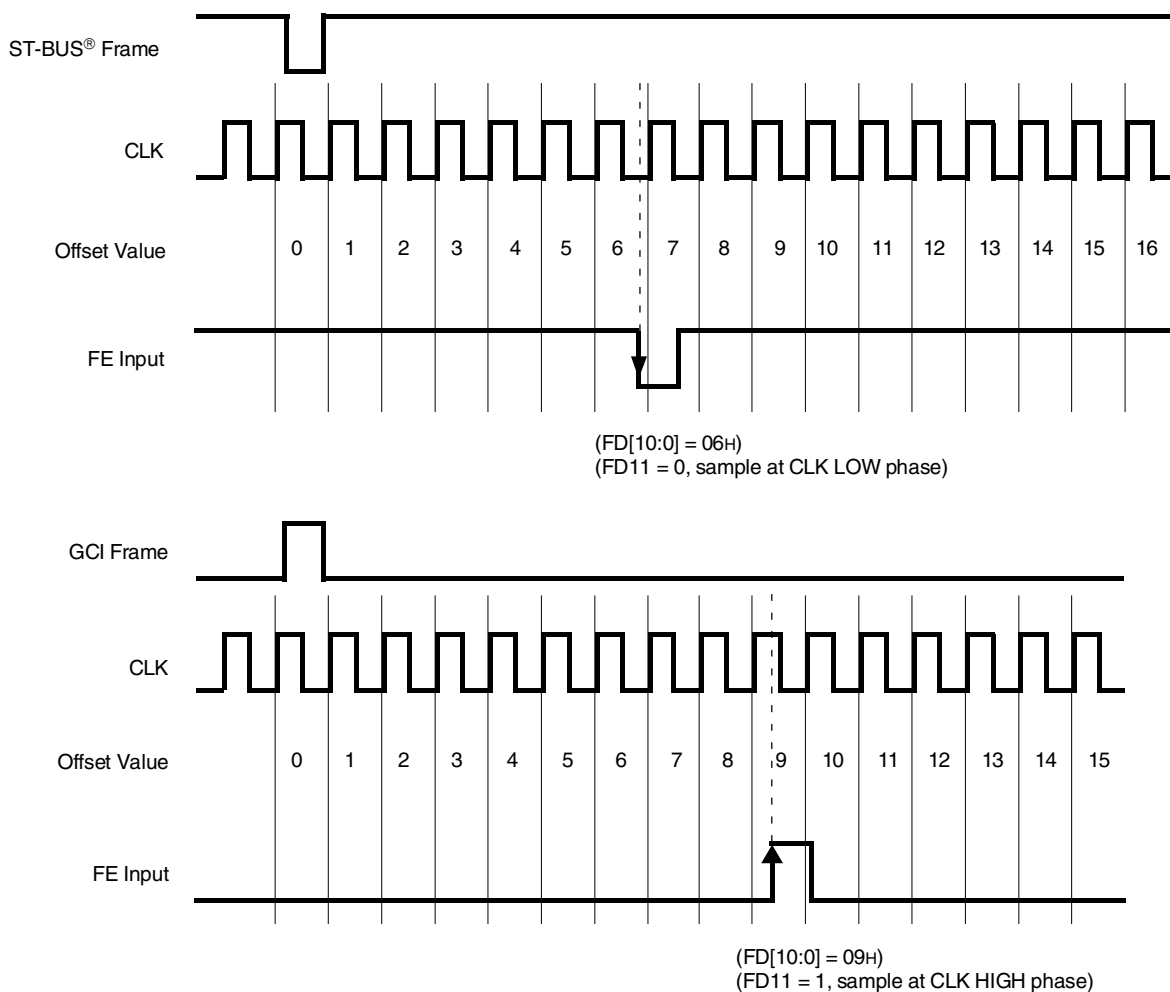 ST-BUS® Frame
CLK
Offset Value 0 1 2 3 4 5 6 7 8 9 10 11 12 13 14 15 16
FE Input
(FD[10:0] = 06H)
(FD11 = 0, sample at CLK LOW phase)
GCI Frame
CLK
Offset Value 0 1 2 3 4 5 6 7 8 9 10 11 12 13 14 15
FE Input
(FD[10:0] = 09H)
(FD11 = 1, sample at CLK HIGH phase)